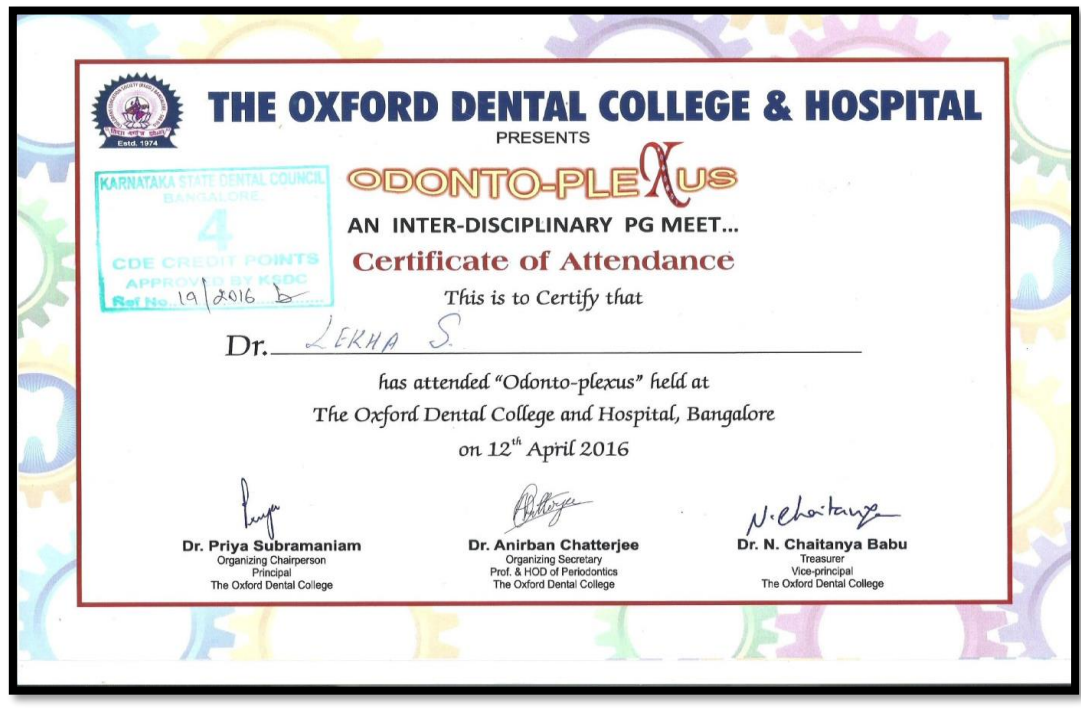 THE OXFORD DENTAL COLLEGE & HOSPITAL
Estd. 1974
PRESENTS
ODONTO-PLEXUS
AN INTER-DISCIPLINARY PG MEET...
KARNATAKA STATE DENTAL COUNCIL
BANGALORE
4
CDE CREDIT POINTS
APPROVED BY KSDC
Ref No. 19/2016
Certificate of Attendance
This is to Certify that
Dr. LEKHA S.
has attended “Odonto-plexus” held at
The Oxford Dental College and Hospital, Bangalore
on 12th April 2016
Priya
Chatterjee
N. Chaitanya
Dr. Priya Subramaniam
Organizing Chairperson
Principal
The Oxford Dental College
Dr. Anirban Chatterjee
Organizing Secretary
Prof. & HOD of Periodontics
The Oxford Dental College
Dr. N. Chaitanya Babu
Treasurer
Vice-principal
The Oxford Dental College